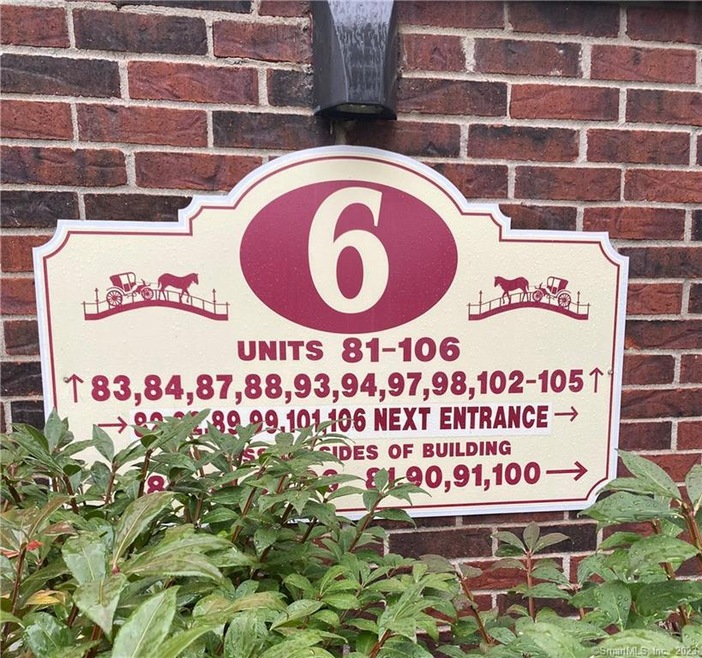 6
UNITS 81-106
↑ 83,84,87,88,93,94,97,98,102-105 ↑
→ 89,99,101,106 NEXT ENTRANCE →
SIDES OF BUILDING
90,91,100 →
© SmartMLS, Inc. 2023